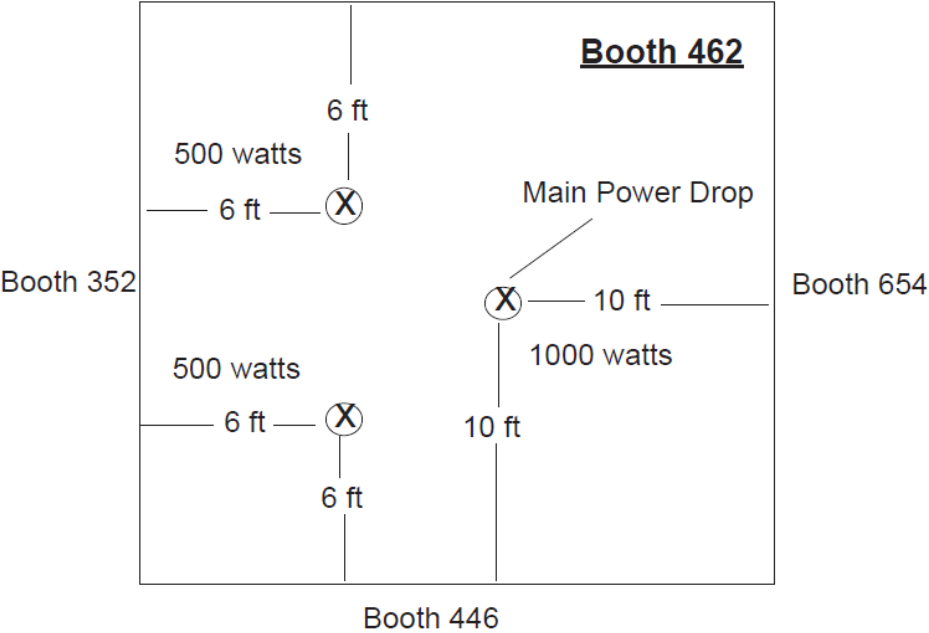 Booth 462
6 ft
500 watts
Main Power Drop
6 ft
X
Booth 352
Booth 654
X
10 ft
1000 watts
500 watts
6 ft
X
10 ft
6 ft
Booth 446